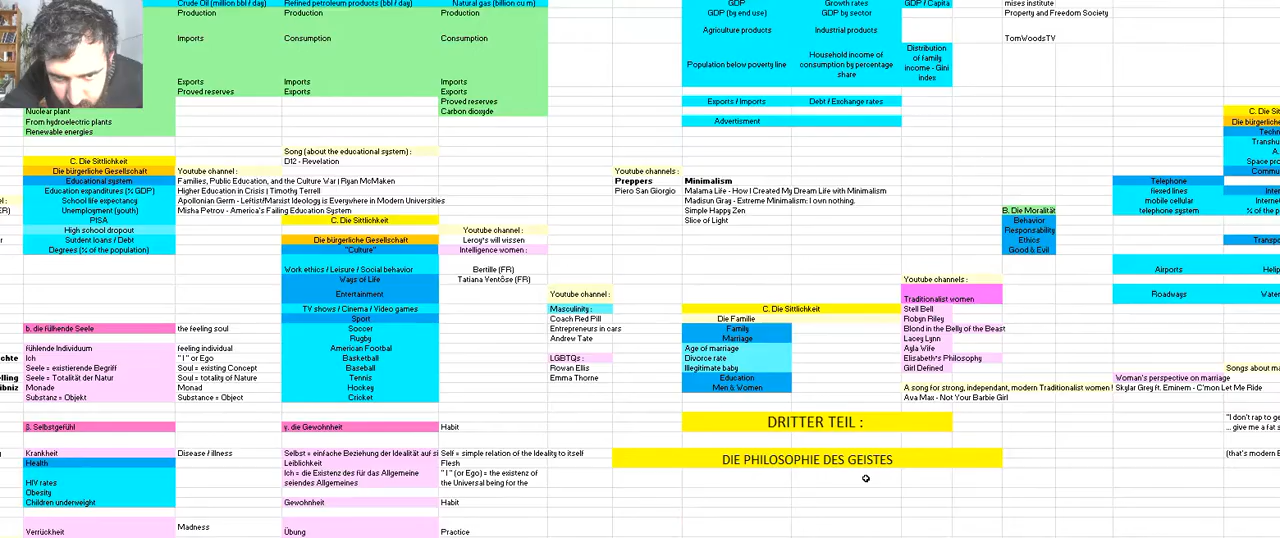 Crude Oil (million bbl / day) Refined petroleum products (bbl / day) Natural gas (billion cu m) GDP Growth rates GDP / Capita mises institute
Production Production GDP (by end use) GDP by sector Property and Freedom Society
Agriculture products Industrial products
Imports Consumption Consumption TomWoodsTV
Population below poverty line Household income of consumption by percentage share Distribution of family income - Gini index
Exports Imports Imports
Proved reserves Exports Exports
Proved reserves Exports / Imports Debt / Exchange rates
Nuclear plant Carbon dioxyde
From hydroelectric plants Advertisment
Renewable energies
Song (about the educational system) :
C. Die Sittlichkeit D12 - Revelation
Die bürgerliche Gesellschaft Youtube channel : Youtube channels :
Educational system Families, Public Education, and the Culture War | Ryan McMaken Preppers Minimalism Telephone
Education expanditures (% GDP) Higher Education in Crisis | Timothy Terrell Piero San Giorgio Malama Life - How I Created My Dream Life with Minimalism fiexed lines
School life expectancy Apollonian Germ - Leftist/Marxist Ideology is Everywhere in Modern Universities Madisun Gray - Extreme Minimalism: I own nothing. mobile cellular
Unemployment (youth) Misha Petrov - America's Failing Education System Simple Happy Zen B. Die Moralität telephone system
PISA C. Die Sittlichkeit Slice of Light Behavior
High school dropout Youtube channel : Responsability
Sutdent loans / Debt Die bürgerliche Gesellschaft Leroy's will wissen Ethics
Degrees (% of the population) "Culture" Intelligence women : Good & Evil
Work ethics / Leisure / Social behavior Bertille (FR) Airports
Ways of Life Tatiana Ventôse (FR) Youtube channels :
Entertainment Youtube channel : Traditionalist women Roadways
TV shows / Cinema / Video games Masculinity : C. Die Sittlichkeit Stell Bell
Sport Coach Red Pill Die Familie Robyn Riley
b. die fühlende Seele the feeling soul Soccer Entrepreneurs in cars Family Blond in the Belly of the Beast
Rugby Andrew Tate Marriage Lacey Lynn
fühlende Individuum feeling individual American Footbal Age of marriage Ayla Wife
Ich "I" or Ego Basketball LGBTQs : Divorce rate Elisabeth's Philosophy
Seele = existierende Begriff Soul = existing Concept Baseball Rowan Ellis Illegitimate baby Girl Defined
Seele = Totalität der Natur Soul = totality of Nature Tennis Emma Thorne Education Woman's perspective on marriage
Monade Monad Hockey Men & Women A song for strong, independant, modern Traditionalist women ! Skylar Grey ft. Eminem - C'mon Let Me Ride
Substanz = Objekt Substance = Object Cricket Ava Max - Not Your Barbie Girl
DRITTER TEIL :
β. Selbstgefühl γ. die Gewohnheit Habit
Krankheit Disease / illness Self = simple relation of the Ideality to itself
DIE PHILOSOPHIE DES GEISTES
Health Leiblichkeit Flesh
HIV rates Ich = die Existenz des für das Allgemeine seiendes Allgemeines "I" (or Ego) = the existence of the Universal being for the
Obesity
Children underweight Gewohnheit Habit
Verrückheit Madness Übung Practice